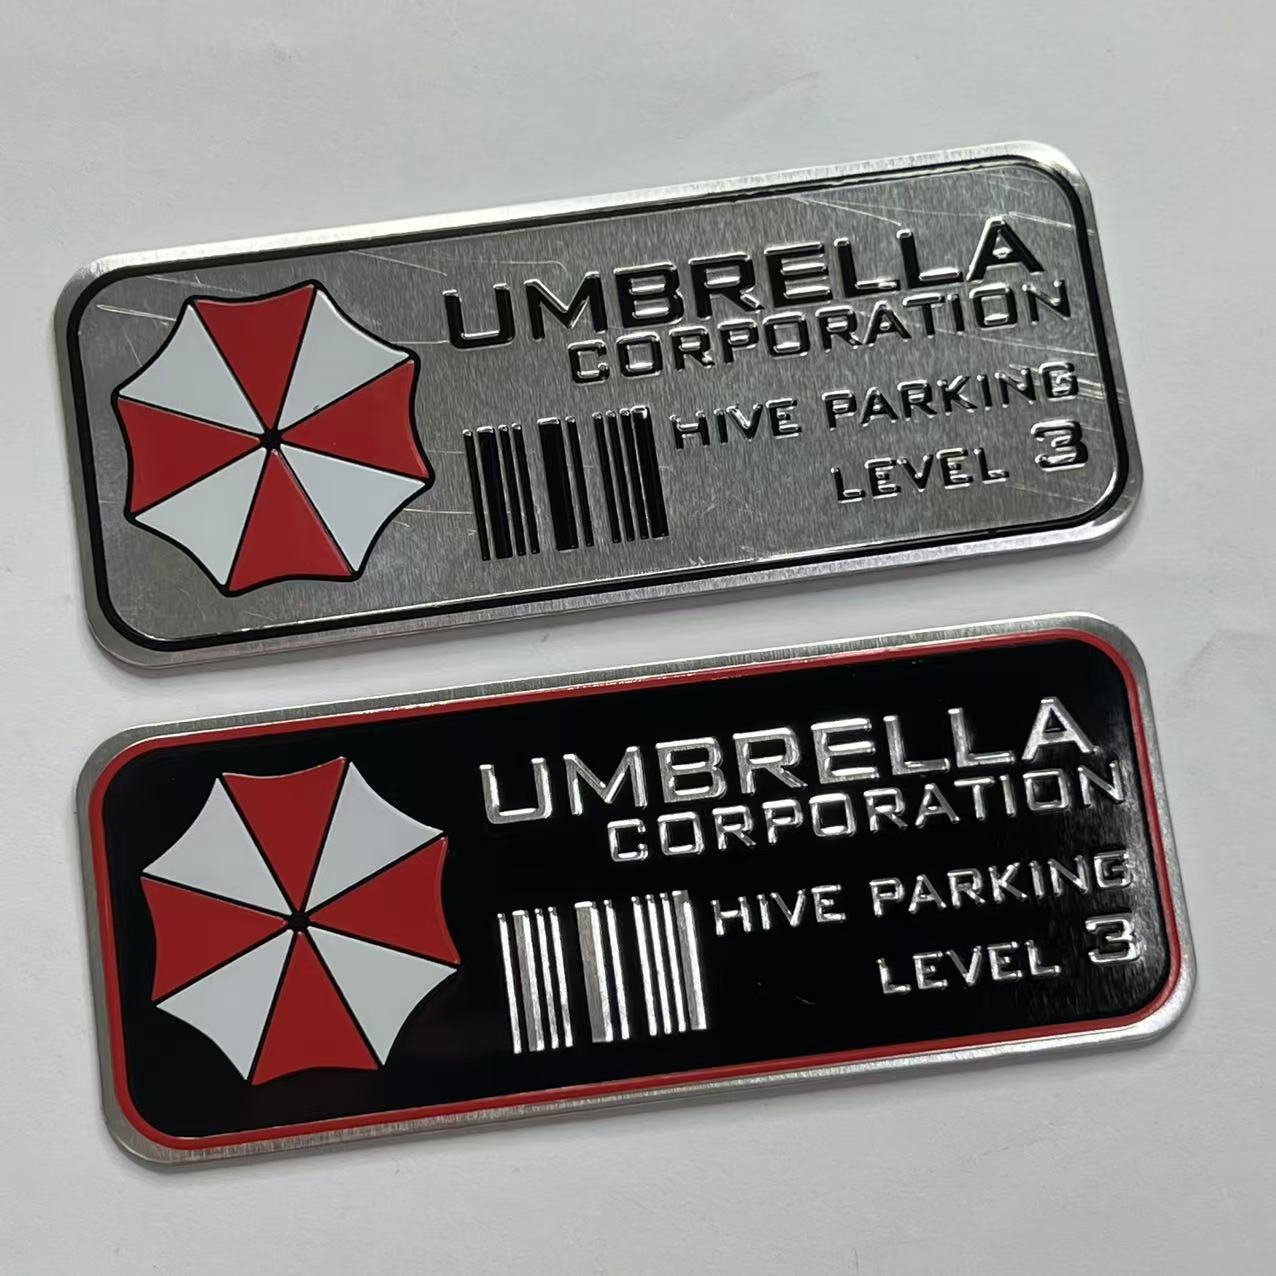 UMBRELLA
CORPORATION
HIVE PARKING
LEVEL 3
UMBRELLA
CORPORATION
HIVE PARKING
LEVEL 3